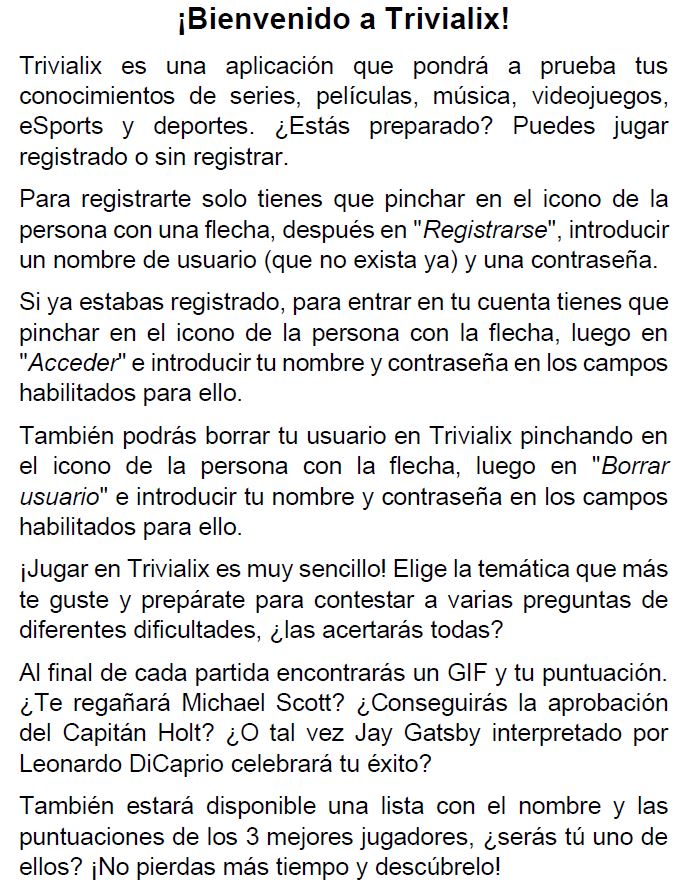 ¡Bienvenido a Trivialix!
Trivialix es una aplicación que pondrá a prueba tus
conocimientos de series, películas, música, videojuegos,
eSports y deportes. ¿Estás preparado? Puedes jugar
registrado o sin registrar.
Para registrarte solo tienes que pinchar en el icono de la
persona con una flecha, después en "Registrarse", introducir
un nombre de usuario (que no exista ya) y una contraseña.
Si ya estabas registrado, para entrar en tu cuenta tienes que
pinchar en el icono de la persona con la flecha, luego en
"Acceder" e introducir tu nombre y contraseña en los campos
habilitados para ello.
También podrás borrar tu usuario en Trivialix pinchando en
el icono de la persona con la flecha, luego en "Borrar
usuario" e introducir tu nombre y contraseña en los campos
habilitados para ello.
¡Jugar en Trivialix es muy sencillo! Elige la temática que más
te guste y prepárate para contestar a varias preguntas de
diferentes dificultades, ¿las acertarás todas?
Al final de cada partida encontrarás un GIF y tu puntuación.
¿Te regañará Michael Scott? ¿Conseguirás la aprobación
del Capitán Holt? ¿O tal vez Jay Gatsby interpretado por
Leonardo DiCaprio celebrará tu éxito?
También estará disponible una lista con el nombre y las
puntuaciones de los 3 mejores jugadores, ¿serás tú uno de
ellos? ¡No pierdas más tiempo y descúbrelo!